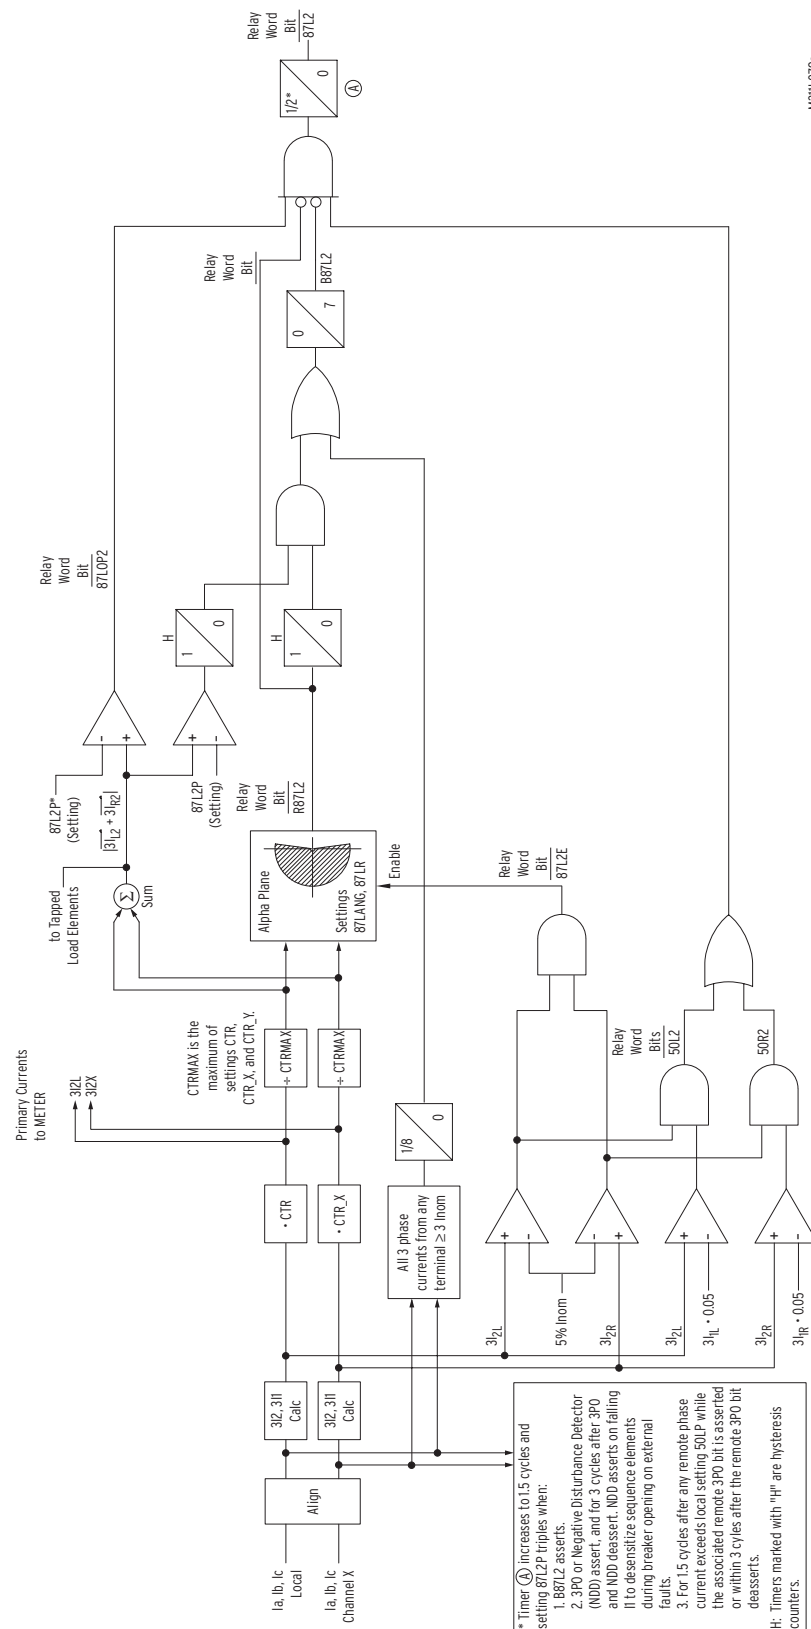 Ia, Ib, Ic
Local
Ia, Ib, Ic
Channel X
Align
3I2, 3I1
Calc
3I2, 3I1
Calc
• CTR
• CTR_X
Primary Currents
to METER
3I2L
3I2X
CTRMAX is the
maximum of
settings CTR,
CTR_X, and CTR_Y.
÷ CTRMAX
÷ CTRMAX
to Tapped
Load Elements
Σ
Sum
87L2P*
(Setting)
|3IL2 + 3IR2|
-
+
+
-
87L2P
(Setting)
Relay
Word
Bit
87LOP2
Alpha Plane
Settings
87LANG, 87LR
Enable
Relay
Word
Bit
R87L2
H
1
0
H
1
0
All 3 phase
currents from any
terminal ≥ 3 Inom
1/8
0
0
7
Relay
Word
Bit
B87L2
1/2*
0
A
Relay
Word
Bit
87L2
3I2L
5% Inom
3I2R
3I2L
3I1L • 0.05
3I2R
3I1R • 0.05
+
-
-
+
+
-
+
-
Relay
Word
Bit
87L2E
Relay
Word
Bits
50L2
50R2
* Timer A increases to 1.5 cycles and
setting 87L2P triples when:
1. B87L2 asserts.
2. 3PO or Negative Disturbance Detector
(NDD) assert, and for 3 cycles after 3PO
and NDD deassert. NDD asserts on falling
I1 to desensitize sequence elements
during breaker opening on external
faults.
3. For 1.5 cycles after any remote phase
current exceeds local setting 50LP while
the associated remote 3PO bit is asserted
or within 3 cyles after the remote 3PO bit
deasserts.
H: Timers marked with "H" are hysteresis
counters.